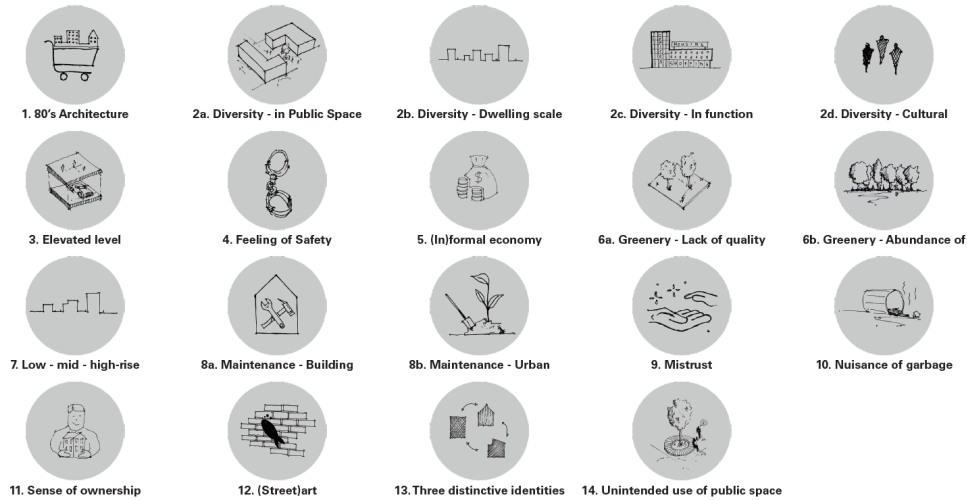 1. 80's Architecture
2a. Diversity - in Public Space
2b. Diversity - Dwelling scale
HOUSING
SHOPPING
2c. Diversity - In function
2d. Diversity - Cultural
3. Elevated level
4. Feeling of Safety
$
5. (In)formal economy
6a. Greenery - Lack of quality
6b. Greenery - Abundance of
7. Low - mid - high-rise
8a. Maintenance - Building
8b. Maintenance - Urban
9. Mistrust
10. Nuisance of garbage
11. Sense of ownership
12. (Street)art
13. Three distinctive identities
14. Unintended use of public space